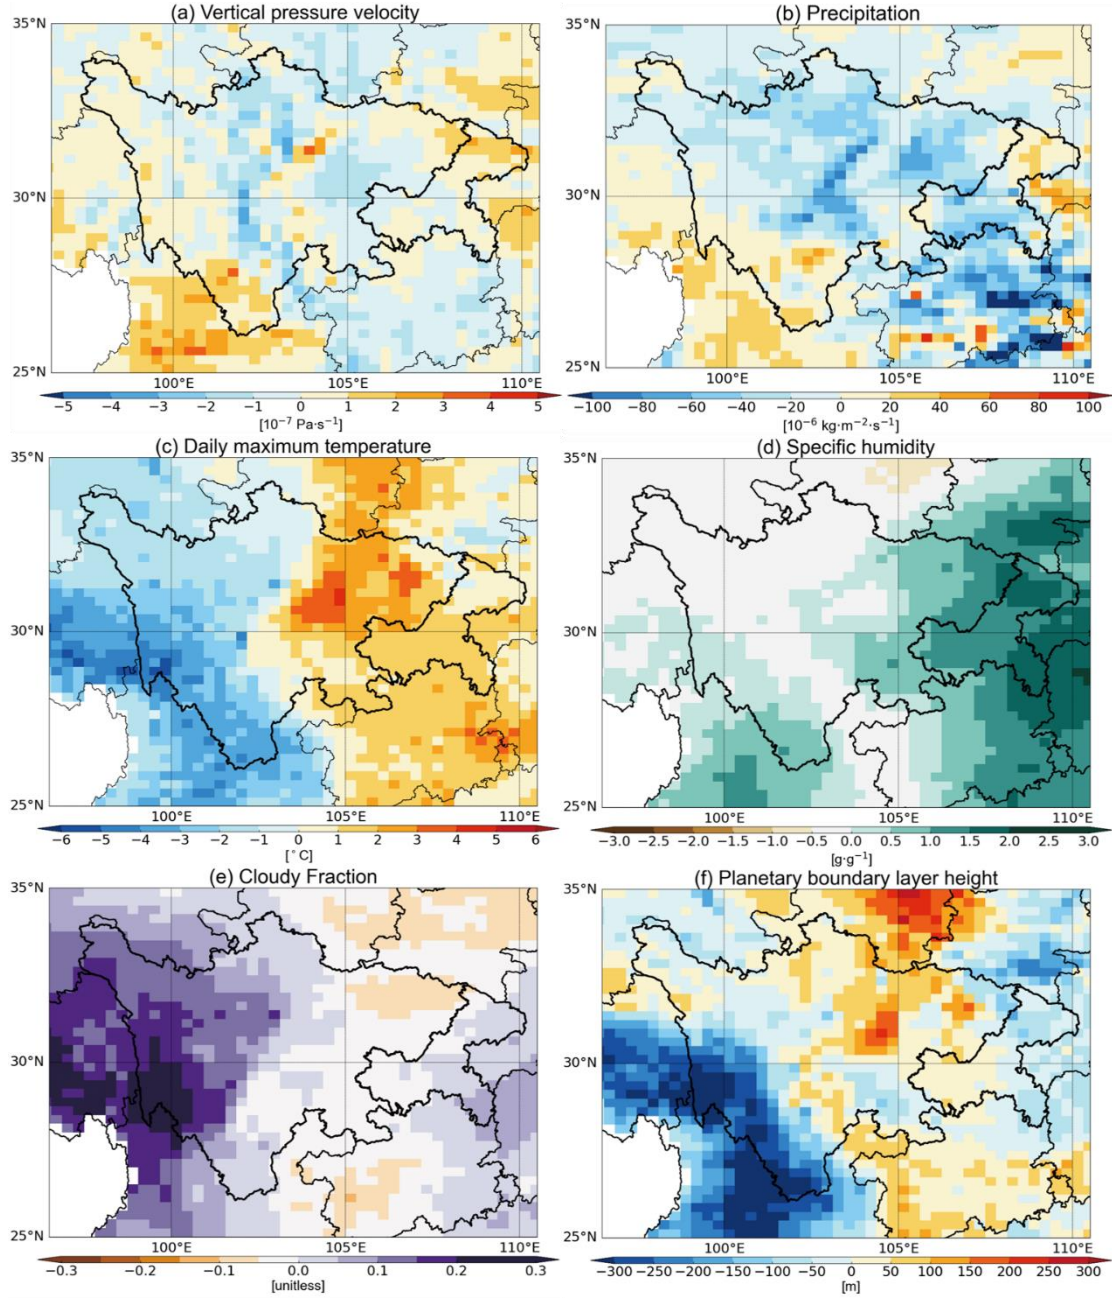 (a) Vertical pressure velocity
(b) Precipitation
35°N
35°N
30°N
30°N
25°N
25°N
100°E
105°E
110°E
100°E
105°E
110°E
−5 −4 −3 −2 −1 0 1 2 3 4 5
−100 −80 −60 −40 −20 0 20 40 60 80 100
[10⁻⁷ Pa·s⁻¹]
[10⁻⁶ kg·m⁻²·s⁻¹]
(c) Daily maximum temperature
(d) Specific humidity
35°N
35°N
30°N
30°N
25°N
25°N
100°E
105°E
110°E
100°E
105°E
110°E
−6 −5 −4 −3 −2 −1 0 1 2 3 4 5 6
−3.0 −2.5 −2.0 −1.5 −1.0 −0.5 0.0 0.5 1.0 1.5 2.0 2.5 3.0
[°C]
[g·g⁻¹]
(e) Cloudy Fraction
(f) Planetary boundary layer height
35°N
35°N
30°N
30°N
25°N
25°N
100°E
105°E
110°E
100°E
105°E
110°E
−0.3 −0.2 −0.1 0.0 0.1 0.2 0.3
−300 −250 −200 −150 −100 −50 0 50 100 150 200 250 300
[unitless]
[m]